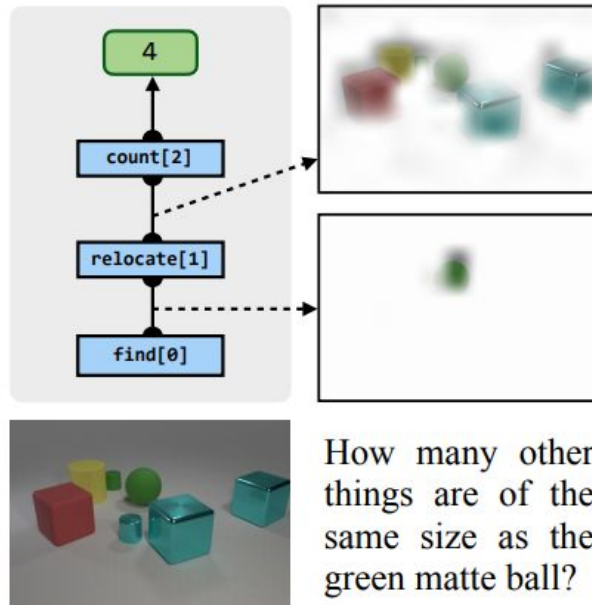 4
count[2]
relocate[1]
find[0]
How many other
things are of the
same size as the
green matte ball?